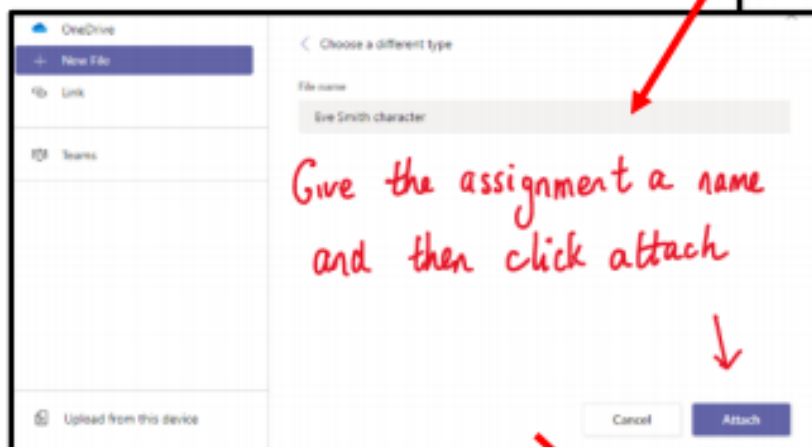 OneDrive
+ New File
Link
Teams
Upload from this device
< Choose a different type
File name
Eve Smith character
Give the assignment a name
and then click attach
Cancel
Attach